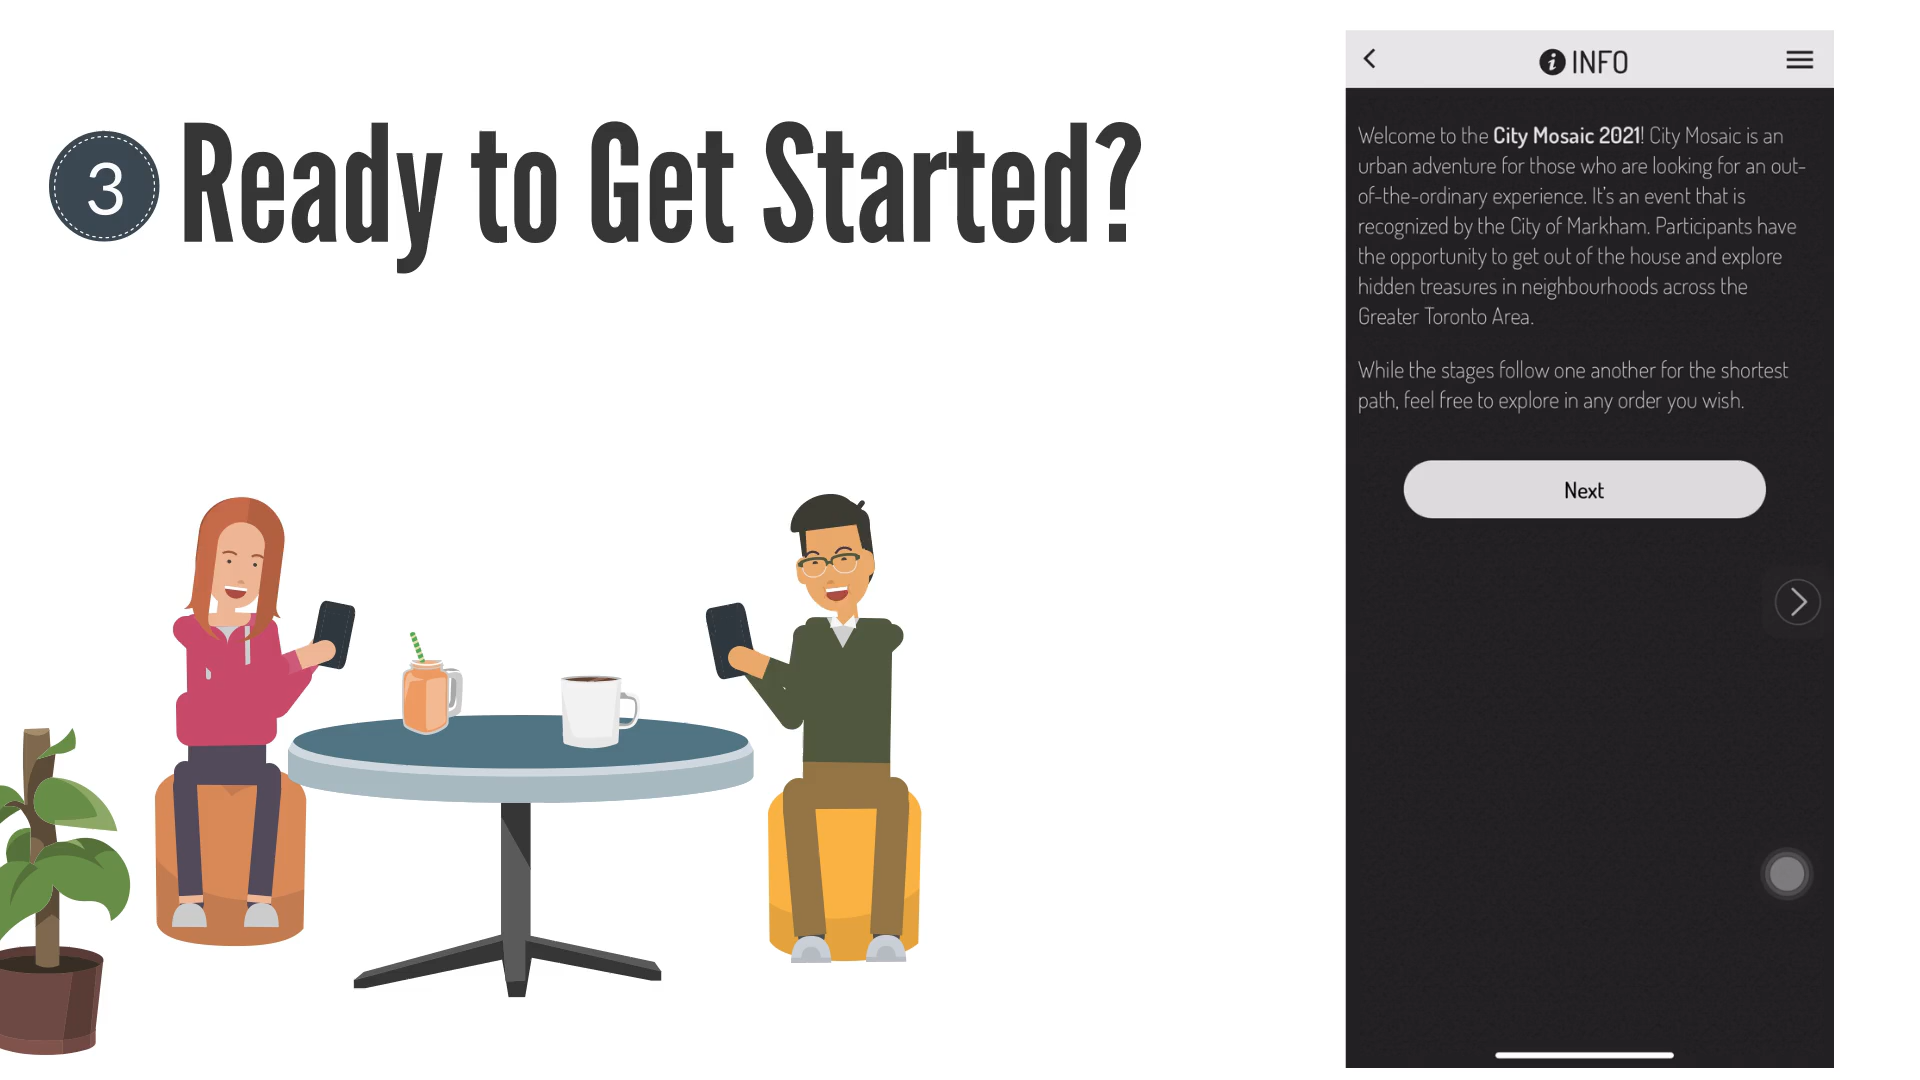 3 Ready to Get Started?
INFO
Welcome to the City Mosaic 2021! City Mosaic is an
urban adventure for those who are looking for an out-
of-the-ordinary experience. It's an event that is
recognized by the City of Markham. Participants have
the opportunity to get out of the house and explore
hidden treasures in neighbourhoods across the
Greater Toronto Area.
While the stages follow one another for the shortest
path, feel free to explore in any order you wish.
Next